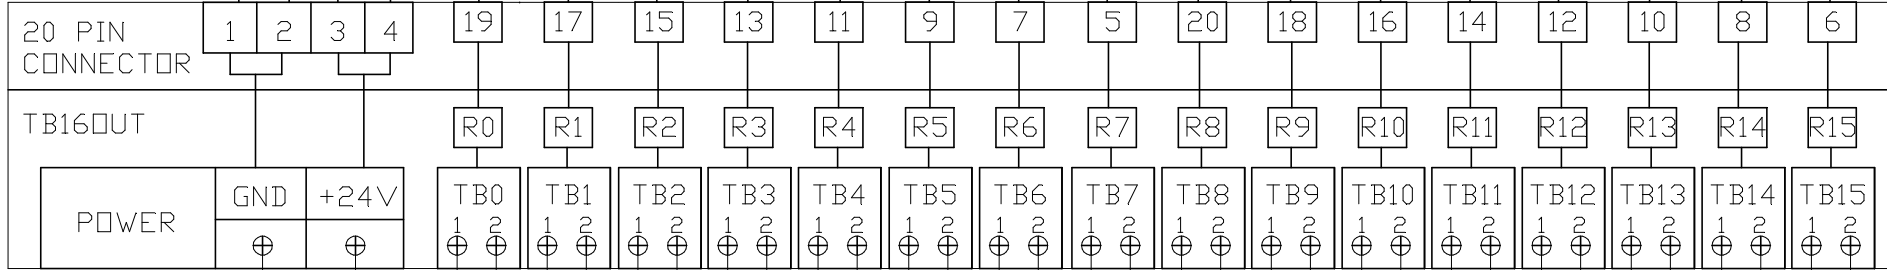 20 PIN
CONNECTOR
1 2 3 4 19 17 15 13 11 9 7 5 20 18 16 14 12 10 8 6
TB16OUT
R0 R1 R2 R3 R4 R5 R6 R7 R8 R9 R10 R11 R12 R13 R14 R15
POWER
GND +24V TB0 TB1 TB2 TB3 TB4 TB5 TB6 TB7 TB8 TB9 TB10 TB11 TB12 TB13 TB14 TB15
1 2 1 2 1 2 1 2 1 2 1 2 1 2 1 2 1 2 1 2 1 2 1 2 1 2 1 2 1 2 1 2